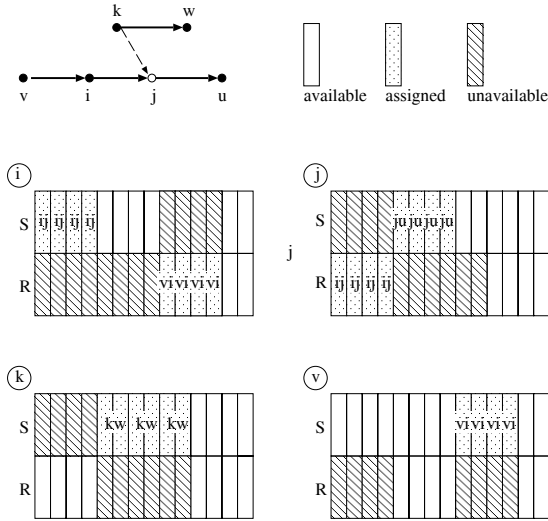 k w
v i j u
available assigned unavailable
i j
S ij ij ij ij
S ju ju ju ju
j
R vi vi vi vi
R ij ij ij ij
k v
S kw kw kw
S vi vi vi vi
R
R